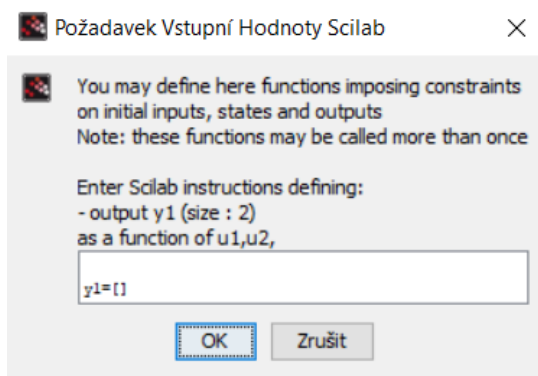 Požadavek Vstupní Hodnoty Scilab
You may define here functions imposing constraints
on initial inputs, states and outputs
Note: these functions may be called more than once
Enter Scilab instructions defining:
- output y1 (size : 2)
as a function of u1,u2,
y1=[]
OK
Zrušit